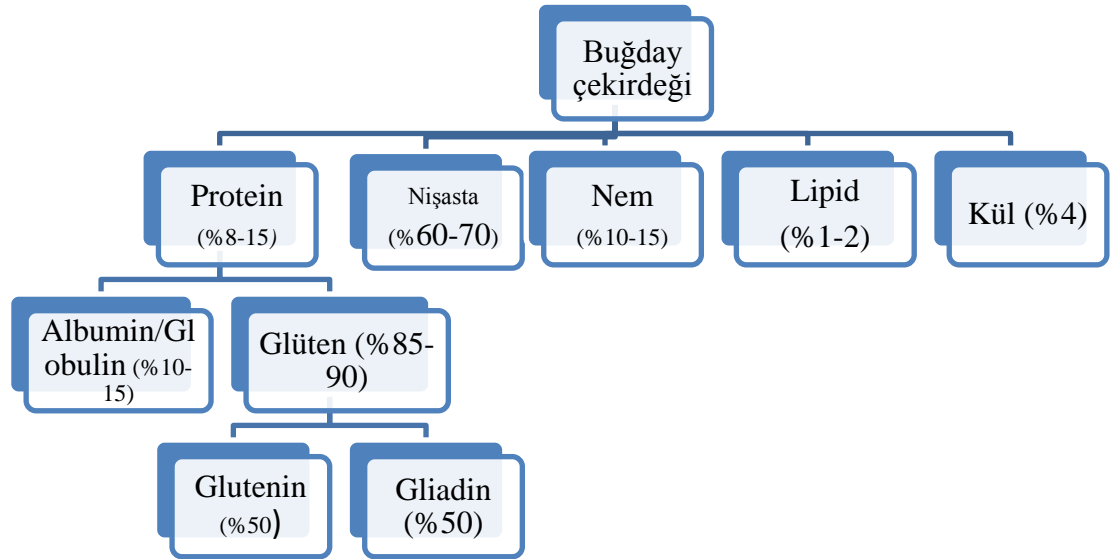 Buğday
çekirdeği
Protein
(%8-15)
Nişasta
(%60-70)
Nem
(%10-15)
Lipid
(%1-2)
Kül (%4)
Albumin/Gl
obulin (%10-
15)
Glüten (%85-
90)
Glutenin
(%50)
Gliadin
(%50)